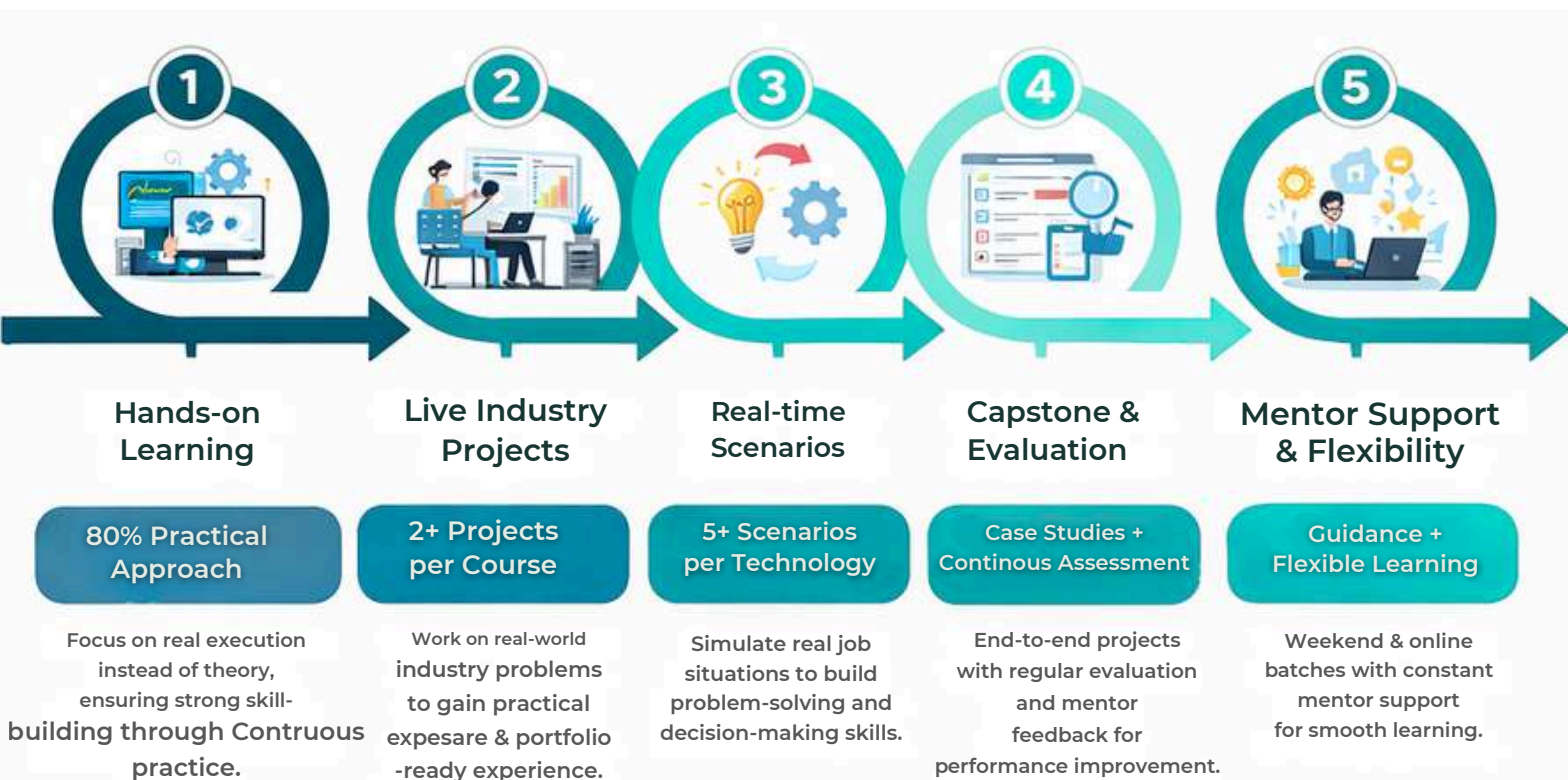 1
Hands-on
Learning
80% Practical
Approach
Focus on real execution
instead of theory,
ensuring strong skill-
building through Contruous
practice.
2
Live Industry
Projects
2+ Projects
per Course
Work on real-world
industry problems
to gain practical
expesare & portfolio
-ready experience.
3
Real-time
Scenarios
5+ Scenarios
per Technology
Simulate real job
situations to build
problem-solving and
decision-making skills.
4
Capstone &
Evaluation
Case Studies +
Continous Assessment
End-to-end projects
with regular evaluation
and mentor
feedback for
performance improvement.
5
Mentor Support
& Flexibility
Guidance +
Flexible Learning
Weekend & online
batches with constant
mentor support
for smooth learning.